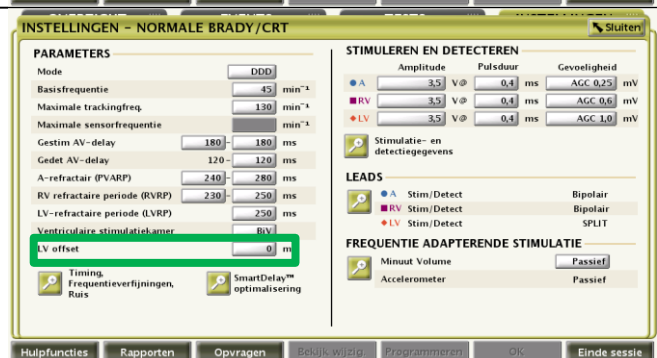 INSTELLINGEN - NORMALE BRADY/CRT
Sluiten
PARAMETERS
Mode DDD
Basisfrequentie 45 min⁻¹
Maximale trackingfreq. 130 min⁻¹
Maximale sensorfrequentie min⁻¹
Gestim AV-delay 180 - 180 ms
Gedet AV-delay 120 - 120 ms
A-refractair (PVARP) 240 - 280 ms
RV refractaire periode (RVRP) 230 - 250 ms
LV-refractaire periode (LVRP) 250 ms
Ventriculaire stimulatiekamer BiV
LV offset 0 m
Timing,
Frequentieverfijningen,
Ruis
SmartDelay™
optimalisering
STIMULEREN EN DETECTEREN
Amplitude Pulsduur Gevoeligheid
A 3,5 V@ 0,4 ms AGC 0,25 mV
RV 3,5 V@ 0,4 ms AGC 0,6 mV
LV 3,5 V@ 0,4 ms AGC 1,0 mV
Stimulatie- en
detectiegegevens
LEADS
A Stim/Detect Bipolair
RV Stim/Detect Bipolair
LV Stim/Detect SPLIT
FREQUENTIE ADAPTERENDE STIMULATIE
Minuut Volume Passief
Accelerometer Passief
Hulpfuncties Rapporten Opvragen Bekijk wijzig. Programmeren OK Einde sessie